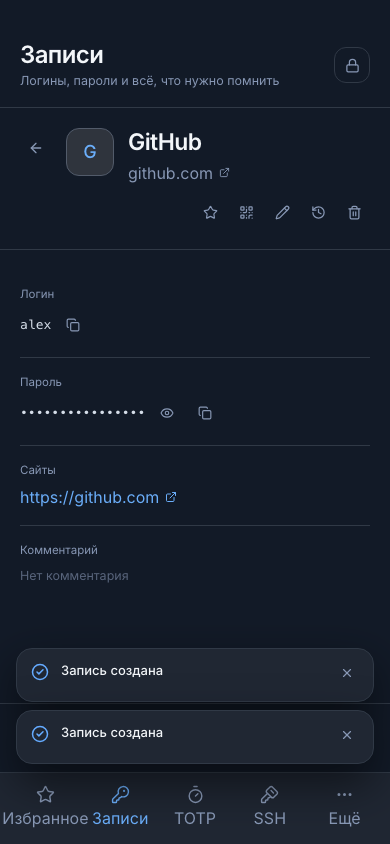 Записи
Логины, пароли и всё, что нужно помнить
G
GitHub
github.com
Логин
alex
Пароль
••••••••••••••••
Сайты
https://github.com
Комментарий
Нет комментария
Запись создана
Запись создана
Избранное Записи TOTP SSH Ещё